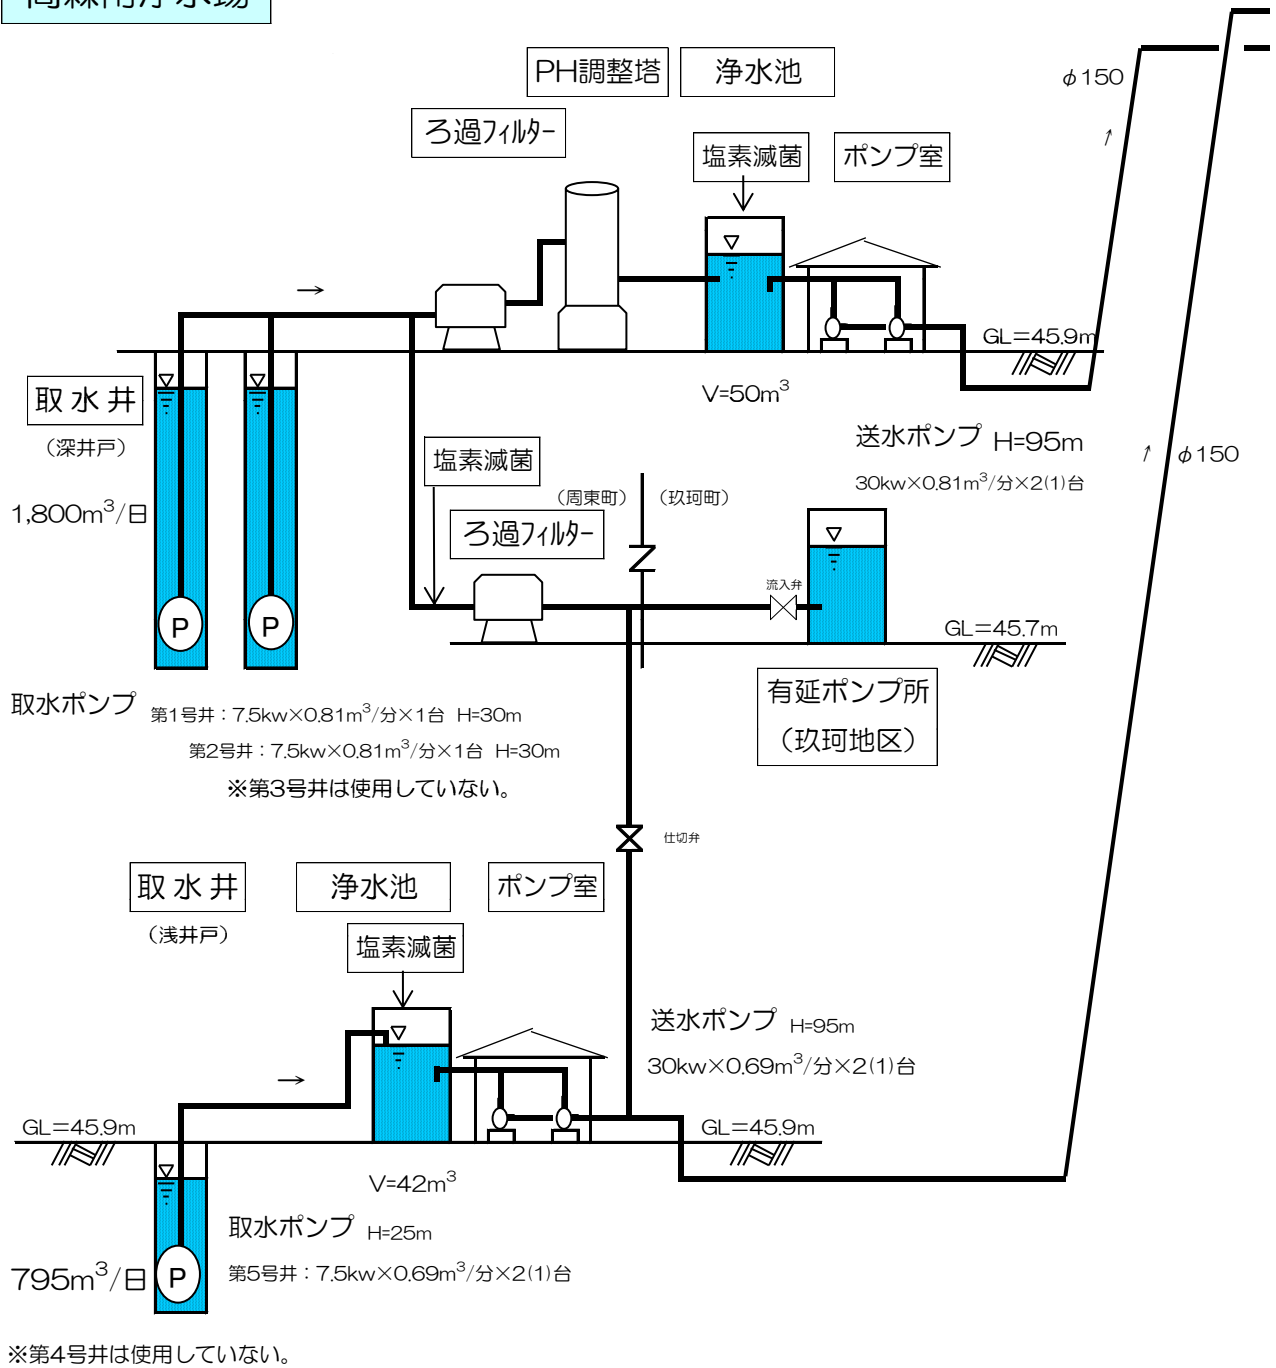 PH調整塔
浄水池
φ150
ろ過フィルター
塩素滅菌
ポンプ室
→
↑
GL=45.9m
取水井
（深井戸）
1,800m³/日
V=50m³
送水ポンプ H=95m
30kw×0.81m³/分×2(1)台
塩素滅菌
（周東町）
（玖珂町）
↑
φ150
ろ過フィルター
流入弁
P
P
GL=45.7m
取水ポンプ
第1号井：7.5kw×0.81m³/分×1台 H=30m
第2号井：7.5kw×0.81m³/分×1台 H=30m
※第3号井は使用していない。
有延ポンプ所
（玖珂地区）
仕切弁
取水井
（浅井戸）
浄水池
ポンプ室
塩素滅菌
送水ポンプ H=95m
30kw×0.69m³/分×2(1)台
→
GL=45.9m
GL=45.9m
V=42m³
取水ポンプ H=25m
795m³/日
P
第5号井：7.5kw×0.69m³/分×2(1)台
※第4号井は使用していない。